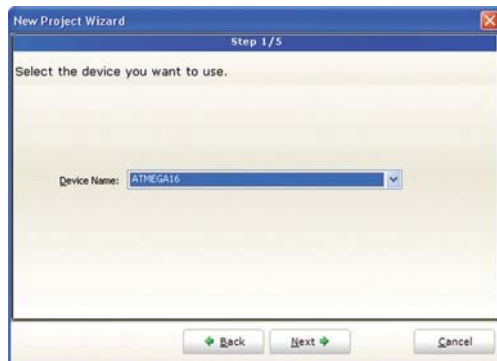 New Project Wizard
Step 1/5
Select the device you want to use.
Device Name: ATMEGA16
Back Next Cancel